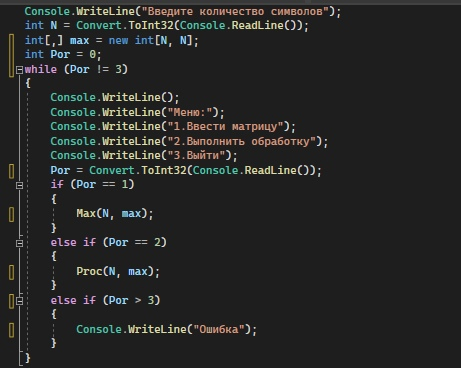 Console.WriteLine("Введите количество символов");
int N = Convert.ToInt32(Console.ReadLine());
int[,] max = new int[N, N];
int Por = 0;
while (Por != 3)
{
Console.WriteLine();
Console.WriteLine("Меню:");
Console.WriteLine("1.Ввести матрицу");
Console.WriteLine("2.Выполнить обработку");
Console.WriteLine("3.Выйти");
Por = Convert.ToInt32(Console.ReadLine());
if (Por == 1)
{
Max(N, max);
}
else if (Por == 2)
{
Proc(N, max);
}
else if (Por > 3)
{
Console.WriteLine("Ошибка");
}
}